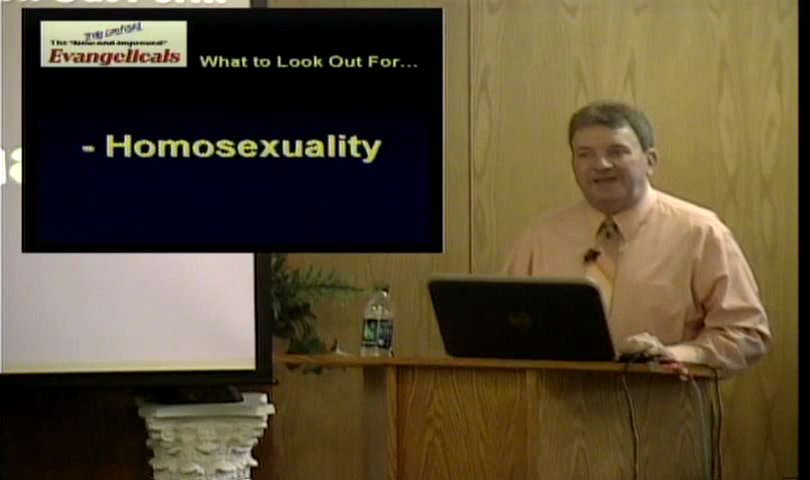 The "New and Improved"
Evangelicals
What to Look Out For...
- Homosexuality